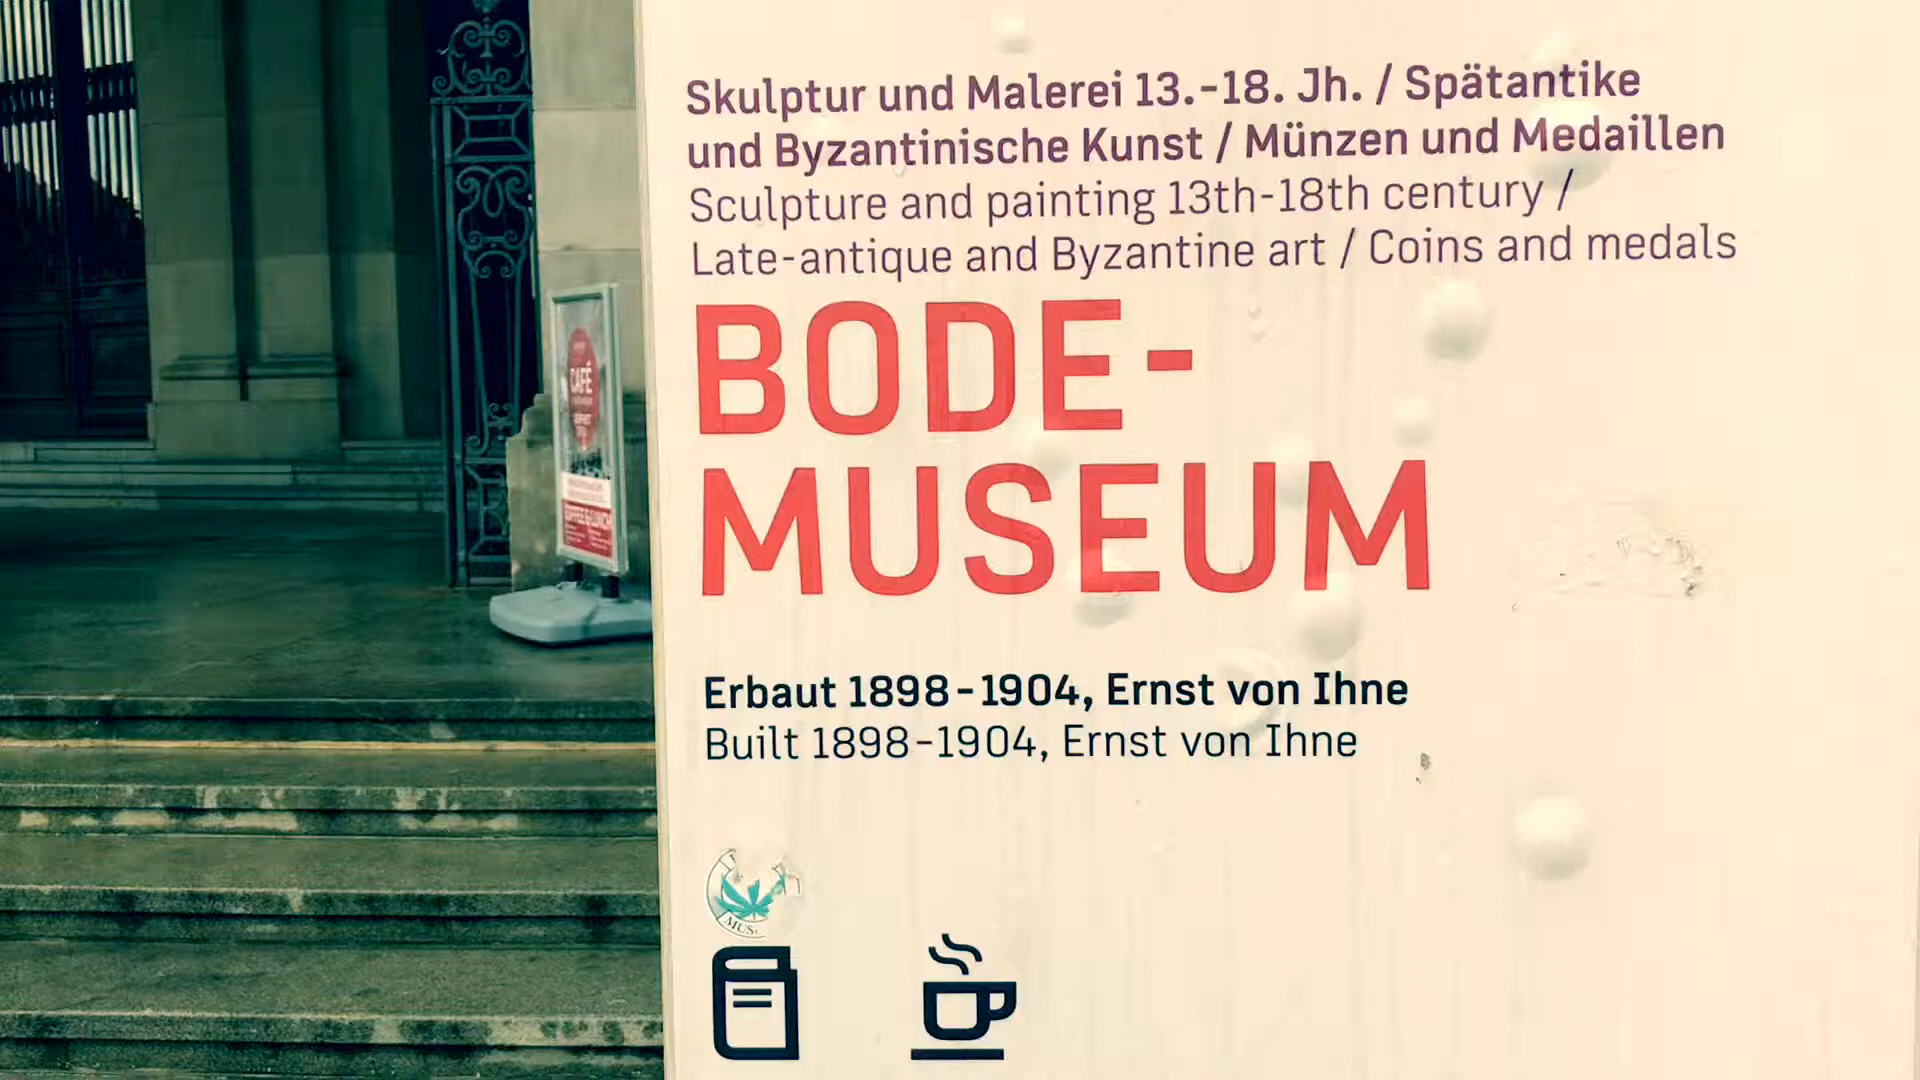 Skulptur und Malerei 13.-18. Jh. / Spätantike
und Byzantinische Kunst / Münzen und Medaillen
Sculpture and painting 13th-18th century /
Late-antique and Byzantine art / Coins and medals
BODE-
MUSEUM
Erbaut 1898-1904, Ernst von Ihne
Built 1898-1904, Ernst von Ihne
CAFÉ